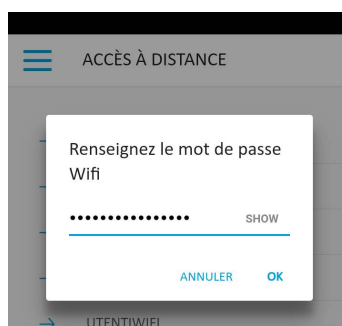 ACCÈS À DISTANCE
Renseignez le mot de passe
Wifi
••••••••••••••••
SHOW
ANNULER OK
UTENTIWIFI